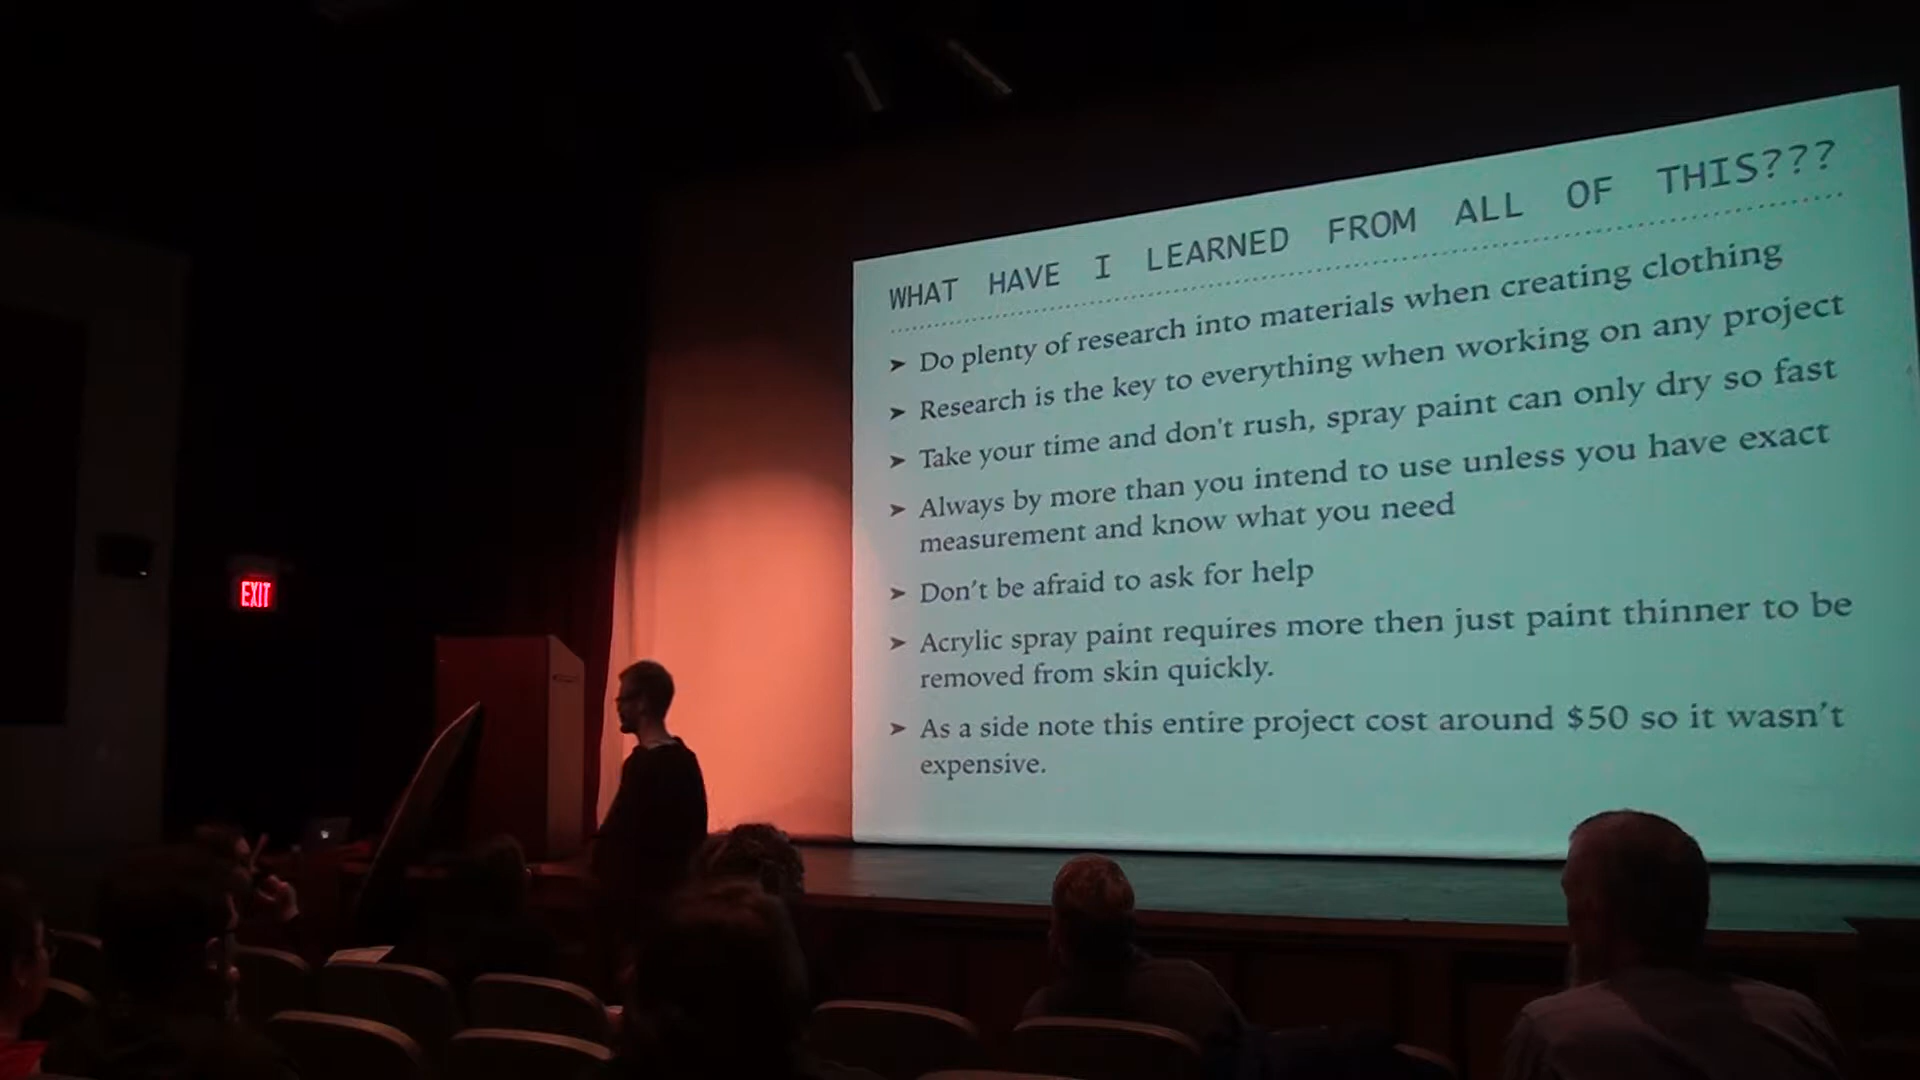 WHAT HAVE I LEARNED FROM ALL OF THIS???
➤ Do plenty of research into materials when creating clothing
➤ Research is the key to everything when working on any project
➤ Take your time and don't rush, spray paint can only dry so fast
➤ Always by more than you intend to use unless you have exact
measurement and know what you need
➤ Don't be afraid to ask for help
➤ Acrylic spray paint requires more then just paint thinner to be
removed from skin quickly.
➤ As a side note this entire project cost around $50 so it wasn't
expensive.
EXIT